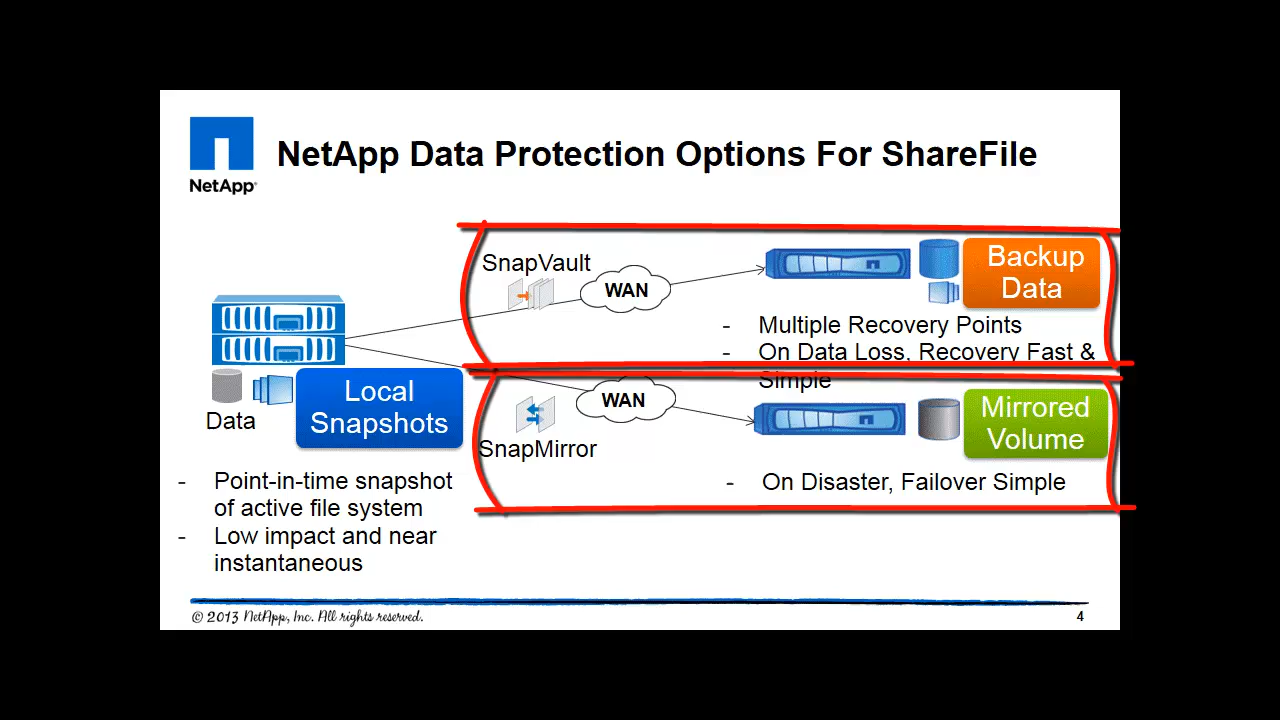 NetApp Data Protection Options For ShareFile
NetApp®
SnapVault
WAN
Backup
Data
- Multiple Recovery Points
- On Data Loss, Recovery Fast &
Simple
Data
Local
Snapshots
WAN
SnapMirror
Mirrored
Volume
- On Disaster, Failover Simple
- Point-in-time snapshot
of active file system
- Low impact and near
instantaneous
© 2013 NetApp, Inc. All rights reserved.
4